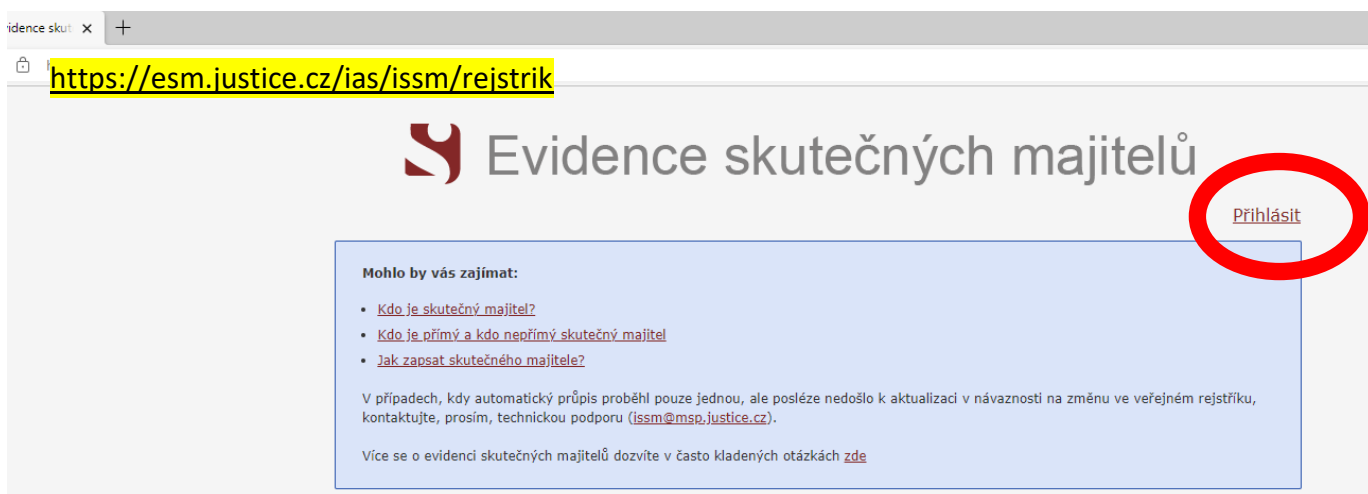 idence skut
https://esm.justice.cz/ias/issm/rejstrik
Evidence skutečných majitelů
Přihlásit
Mohlo by vás zajímat:
• Kdo je skutečný majitel?
• Kdo je přímý a kdo nepřímý skutečný majitel
• Jak zapsat skutečného majitele?
V případech, kdy automatický průpis proběhl pouze jednou, ale posléze nedošlo k aktualizaci v návaznosti na změnu ve veřejném rejstříku,
kontaktujte, prosím, technickou podporu (issm@msp.justice.cz).
Více se o evidenci skutečných majitelů dozvíte v často kladených otázkách zde